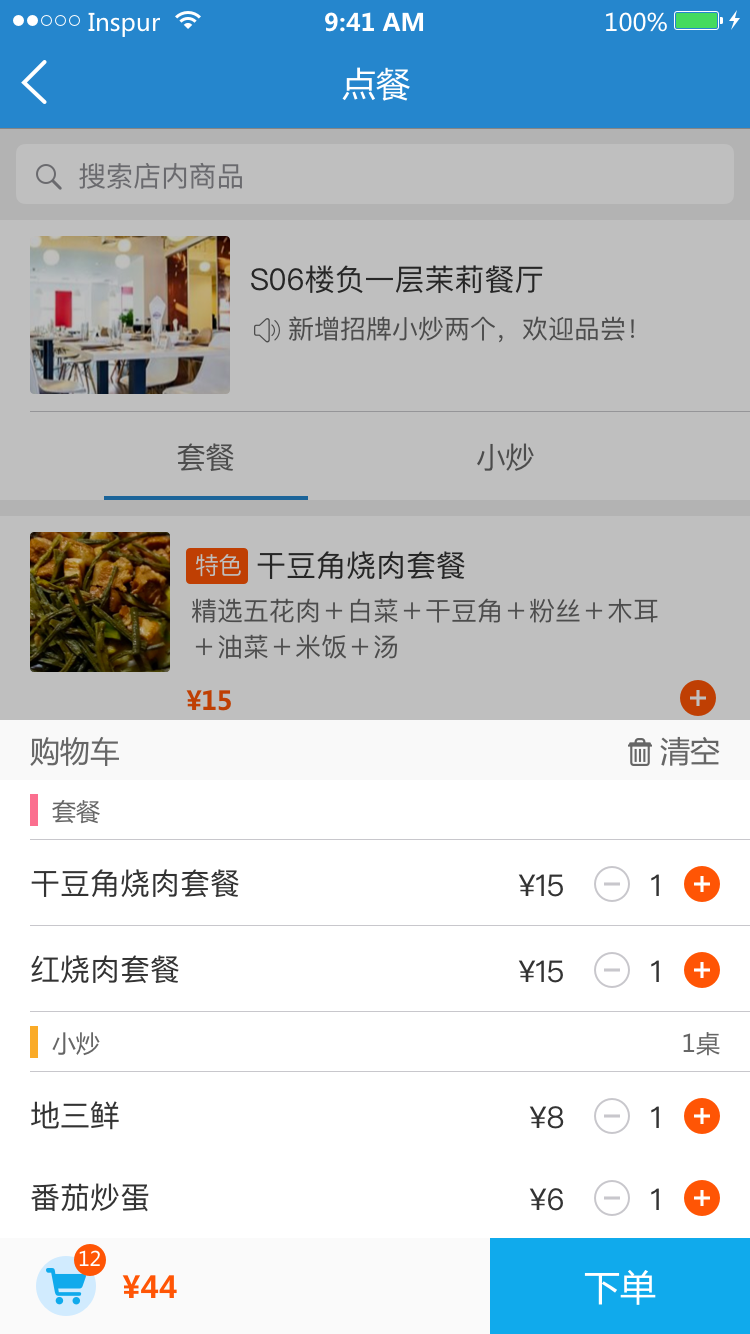 Inspur 9:41 AM 100%
点餐
搜索店内商品
S06楼负一层茉莉餐厅
新增招牌小炒两个，欢迎品尝！
套餐 小炒
特色 干豆角烧肉套餐
精选五花肉＋白菜＋干豆角＋粉丝＋木耳
＋油菜＋米饭＋汤
¥15
购物车 清空
套餐
干豆角烧肉套餐 ¥15 1
红烧肉套餐 ¥15 1
小炒 1桌
地三鲜 ¥8 1
番茄炒蛋 ¥6 1
12 ¥44 下单